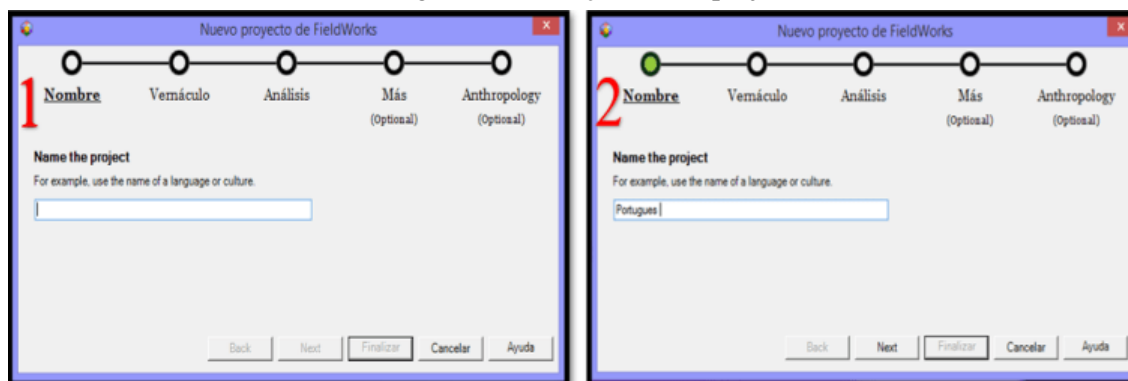 Nuevo proyecto de FieldWorks
1
Nombre Vernáculo Análisis Más Anthropology
(Optional) (Optional)
Name the project
For example, use the name of a language or culture.
Back Next Finalizar Cancelar Ayuda
Nuevo proyecto de FieldWorks
2
Nombre Vernáculo Análisis Más Anthropology
(Optional) (Optional)
Name the project
For example, use the name of a language or culture.
Portugues
Back Next Finalizar Cancelar Ayuda